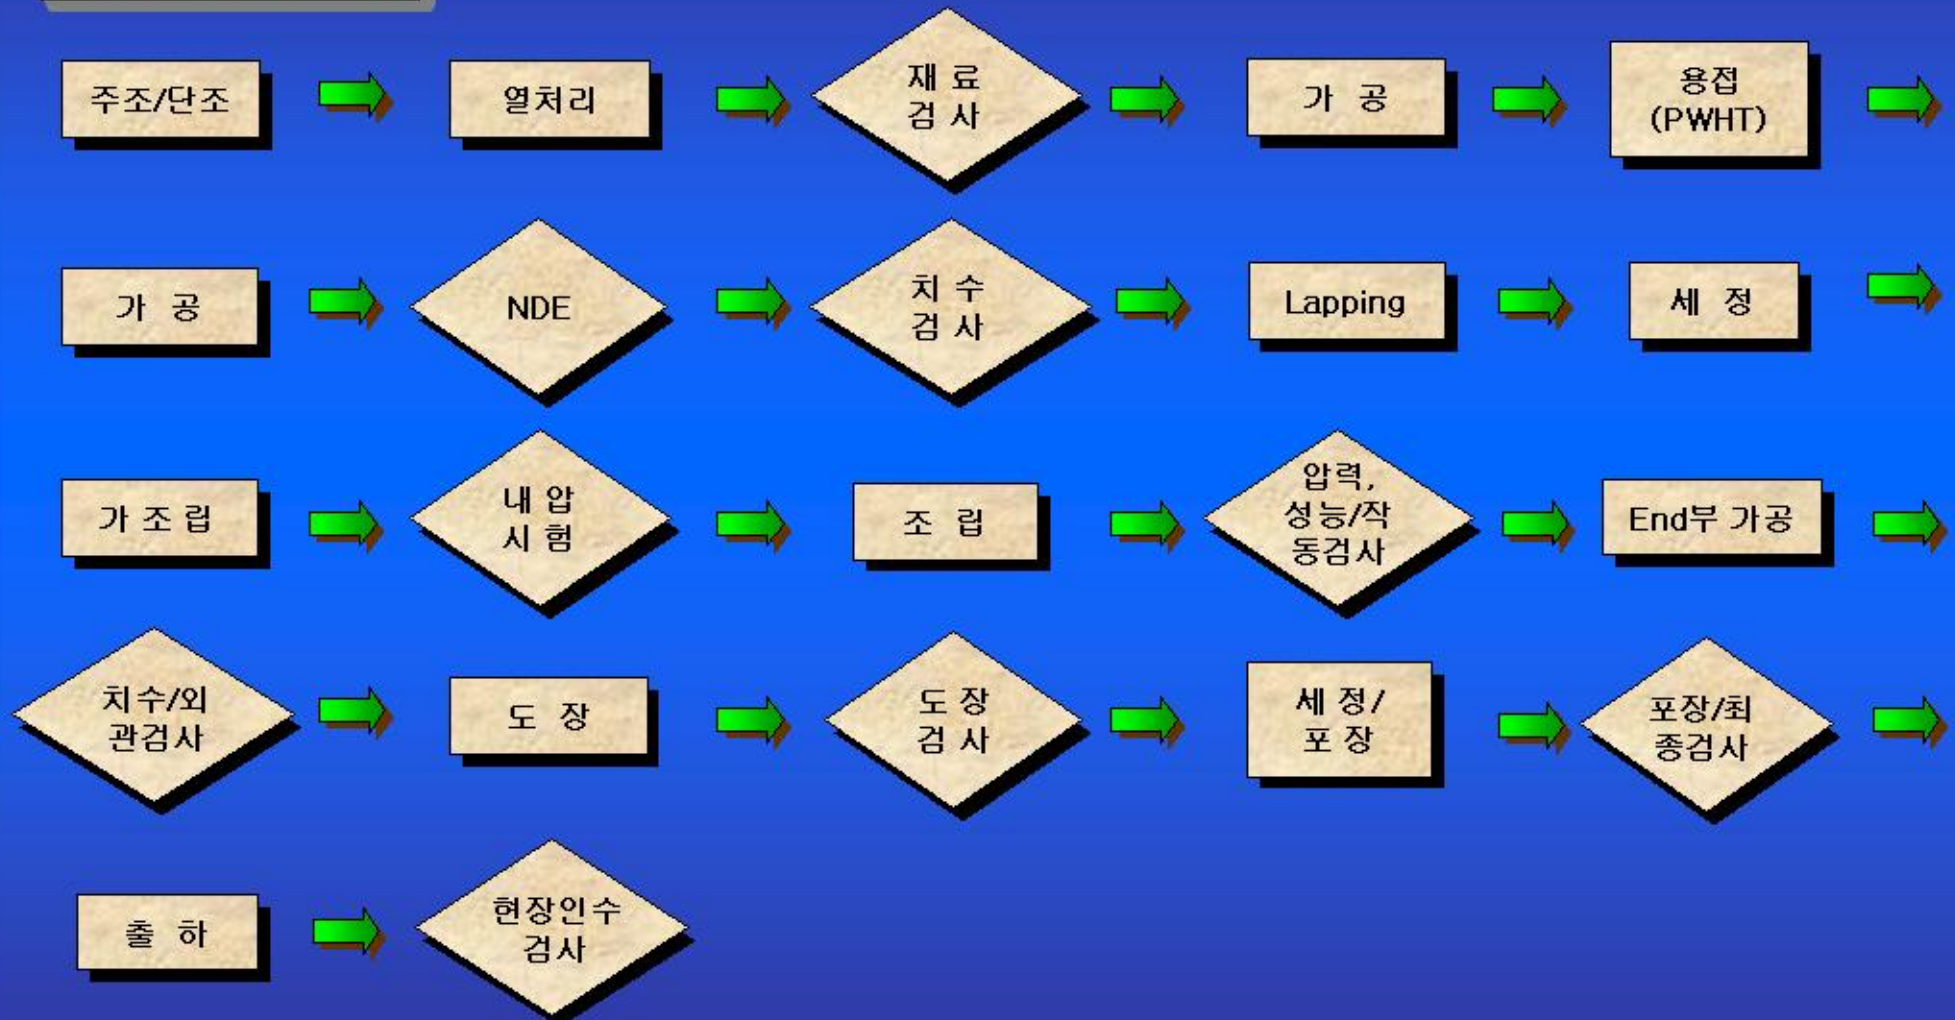 주조/단조
열처리
재 료
검 사
가 공
용접
(PWHT)
가 공
NDE
치 수
검 사
Lapping
세 정
가 조 립
내 압
시 험
조 립
압력,
성능/작
동검사
End부 가공
치수/외
관검사
도 장
도 장
검 사
세 정/
포 장
포장/최
종검사
출 하
현장인수
검사